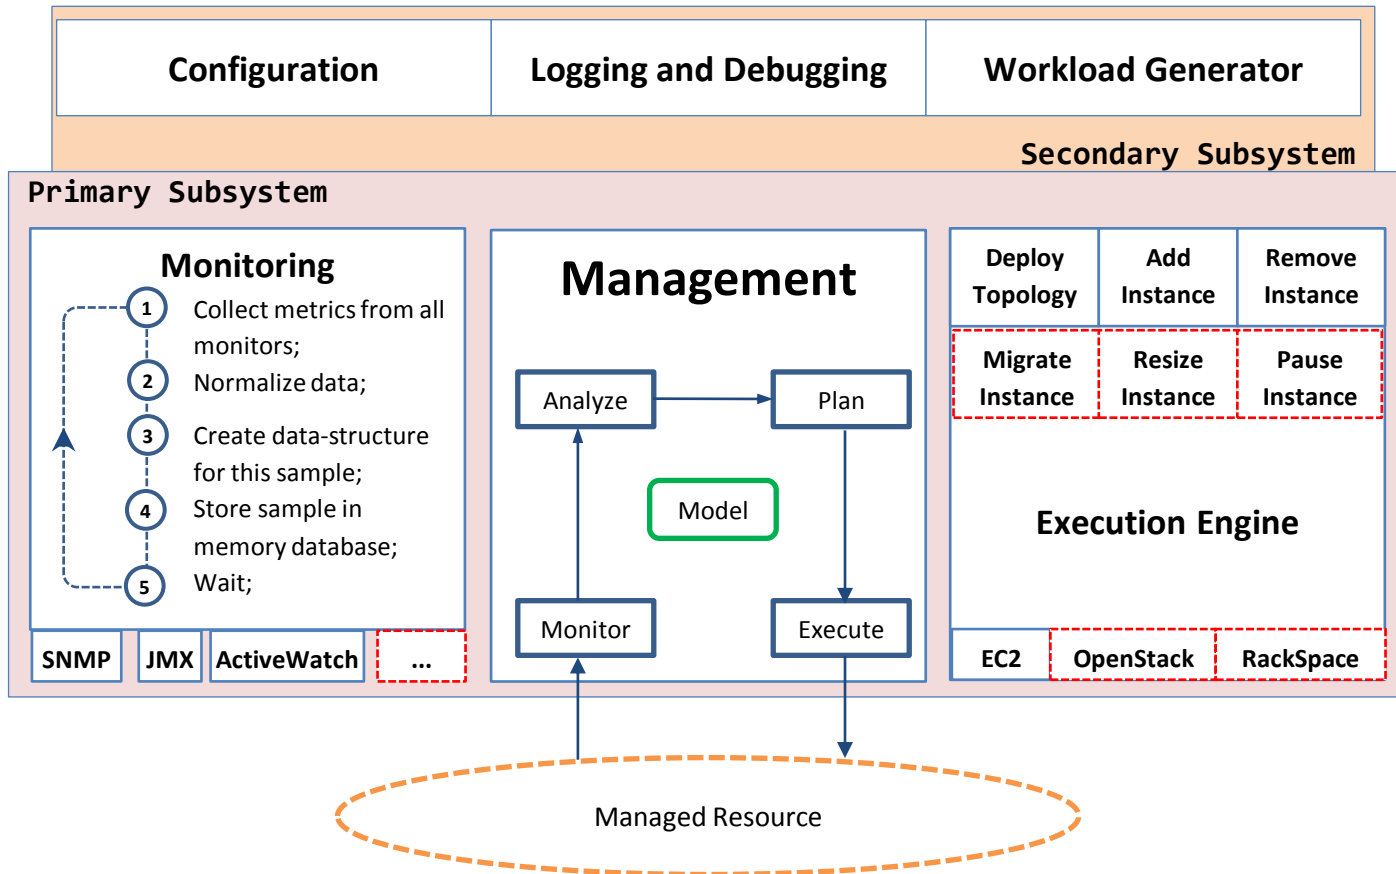 Configuration
Logging and Debugging
Workload Generator
Secondary Subsystem
Primary Subsystem
Monitoring
1
Collect metrics from all
monitors;
2
Normalize data;
3
Create data-structure
for this sample;
4
Store sample in
memory database;
5
Wait;
SNMP
JMX
ActiveWatch
...
Management
Analyze
Plan
Model
Monitor
Execute
Deploy
Topology
Add
Instance
Remove
Instance
Migrate
Instance
Resize
Instance
Pause
Instance
Execution Engine
EC2
OpenStack
RackSpace
Managed Resource